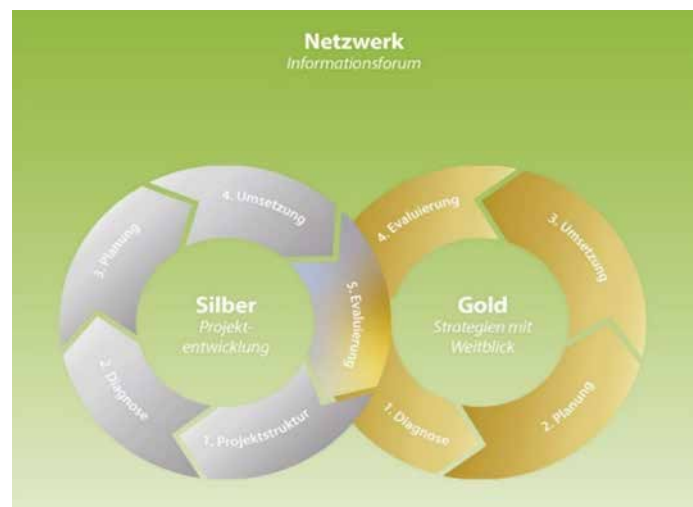 Netzwerk
Informationsforum
Silber
Projekt-
entwicklung
1. Projektstruktur
2. Diagnose
3. Planung
4. Umsetzung
5. Evaluierung
Gold
Strategien mit
Weitblick
1. Diagnose
2. Planung
3. Umsetzung
4. Evaluierung